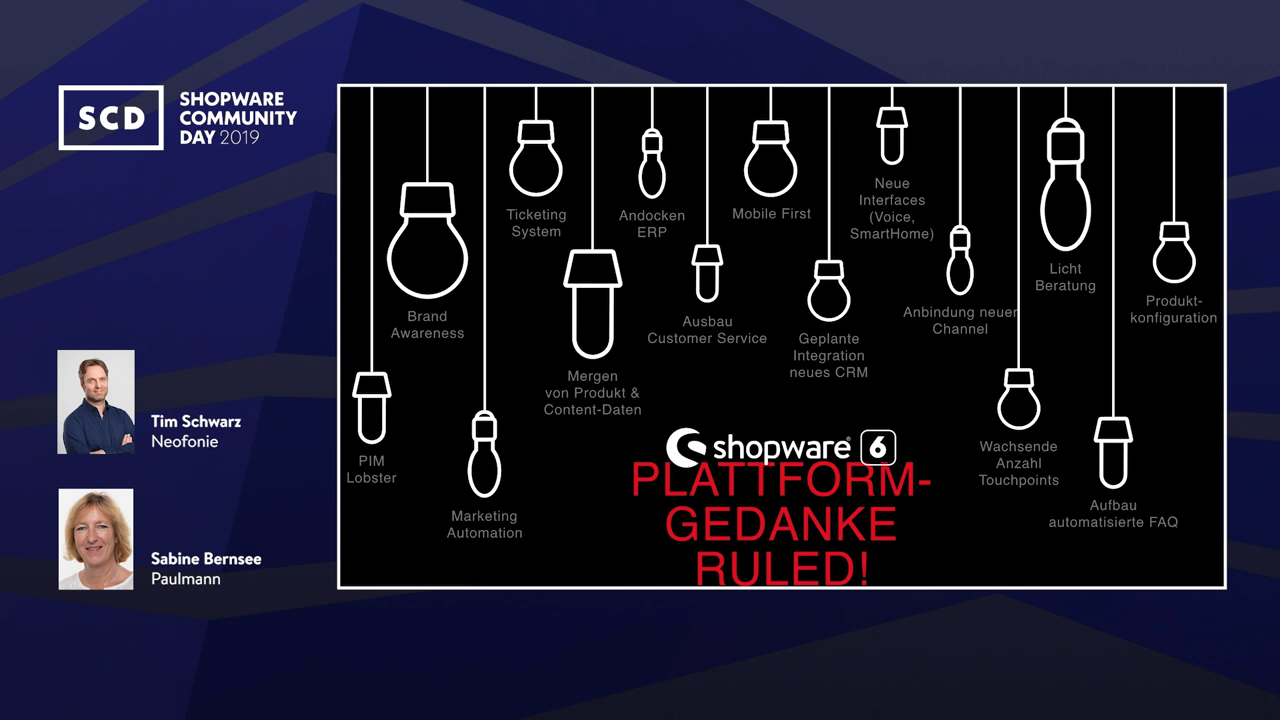 SCD
SHOPWARE
COMMUNITY
DAY 2019
Tim Schwarz
Neofonie
Sabine Bernsee
Paulmann
PIM
Lobster
Brand
Awareness
Marketing
Automation
Ticketing
System
Mergen
von Produkt &
Content-Daten
Andocken
ERP
Ausbau
Customer Service
Mobile First
Geplante
Integration
neues CRM
Neue
Interfaces
(Voice,
SmartHome)
Anbindung neuer
Channel
Wachsende
Anzahl
Touchpoints
Licht
Beratung
Aufbau
automatisierte FAQ
Produkt-
konfiguration
shopware 6
PLATTFORM-
GEDANKE
RULED!